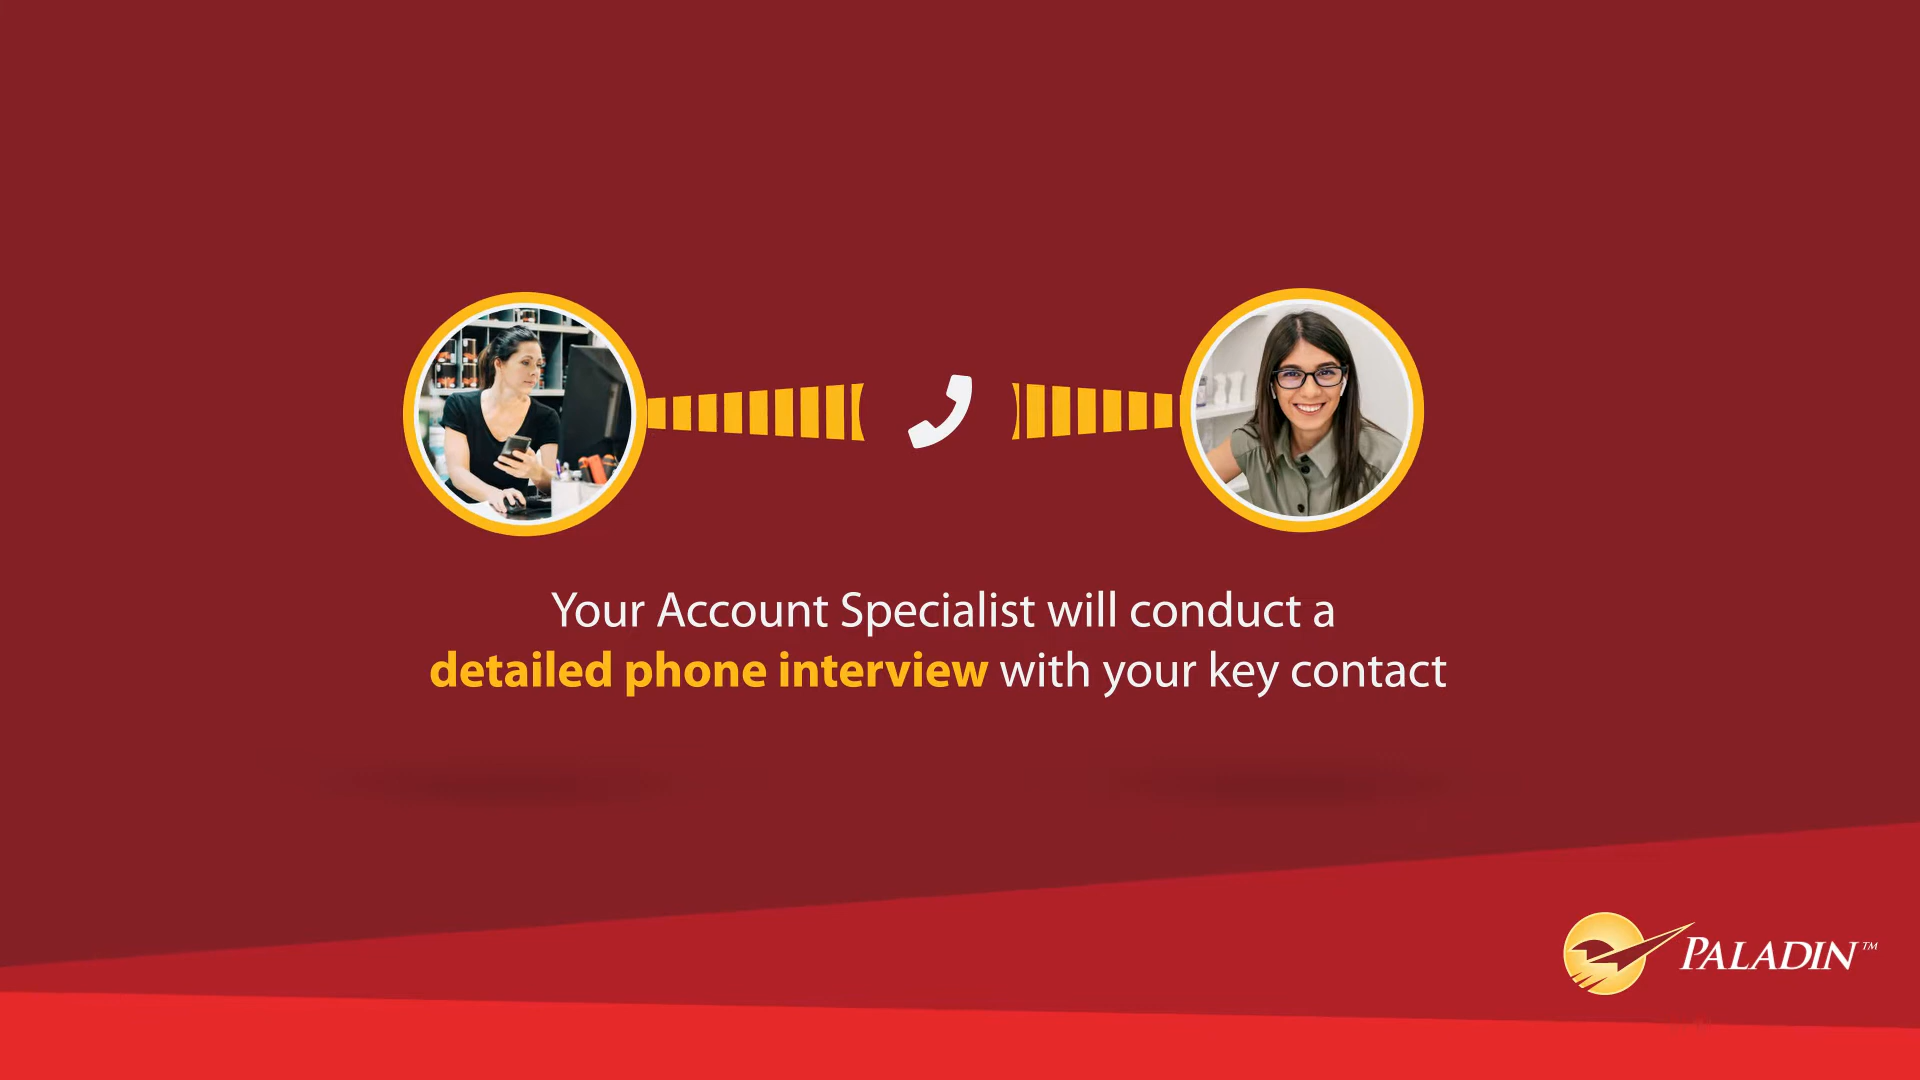 Your Account Specialist will conduct a
detailed phone interview with your key contact
PALADIN™